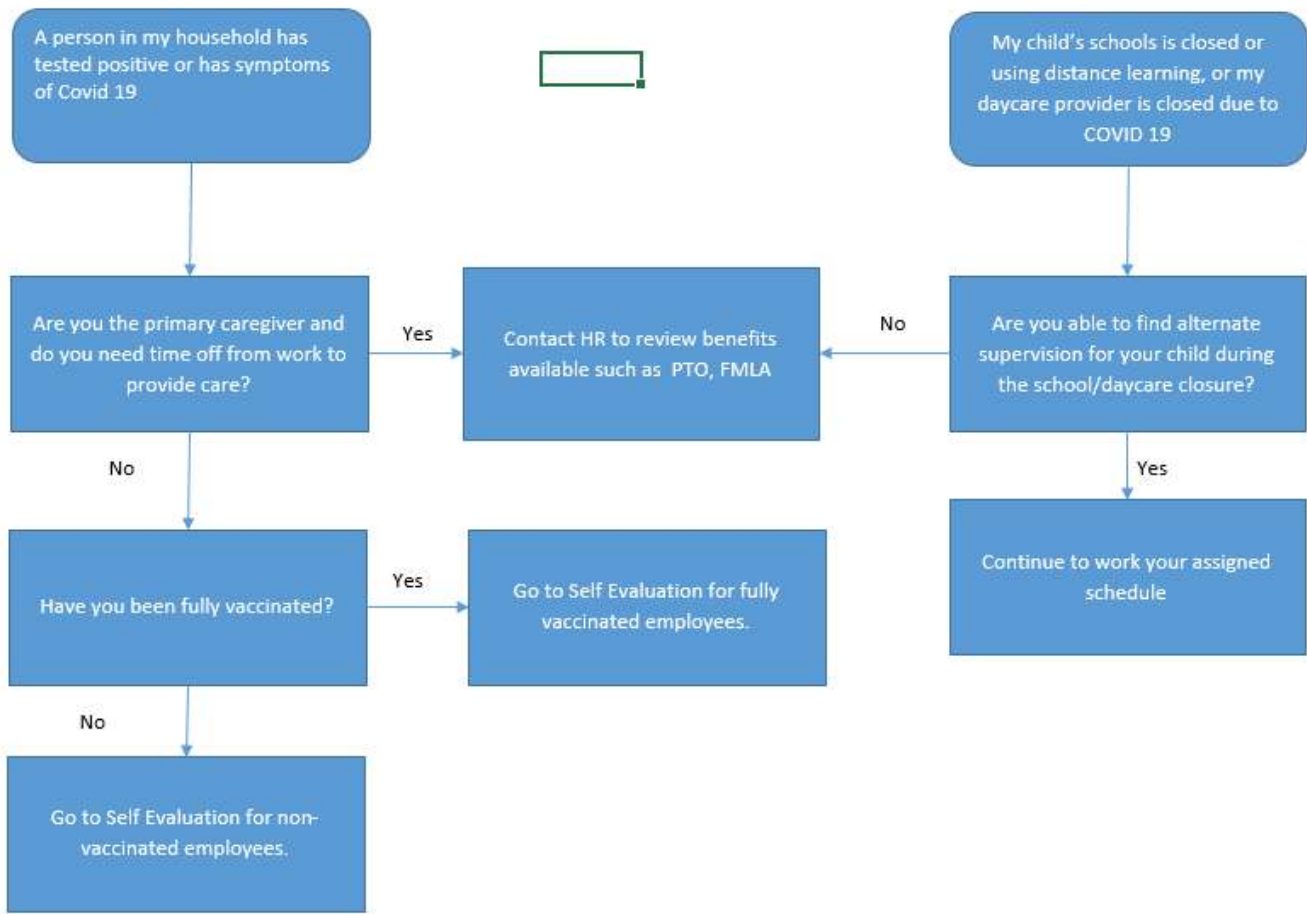 A person in my household has
tested positive or has symptoms
of Covid 19
My child's schools is closed or
using distance learning, or my
daycare provider is closed due to
COVID 19
Are you the primary caregiver and
do you need time off from work to
provide care?
Yes
Contact HR to review benefits
available such as PTO, FMLA
No
Are you able to find alternate
supervision for your child during
the school/daycare closure?
No
Yes
Have you been fully vaccinated?
Yes
Go to Self Evaluation for fully
vaccinated employees.
Continue to work your assigned
schedule
No
Go to Self Evaluation for non-
vaccinated employees.